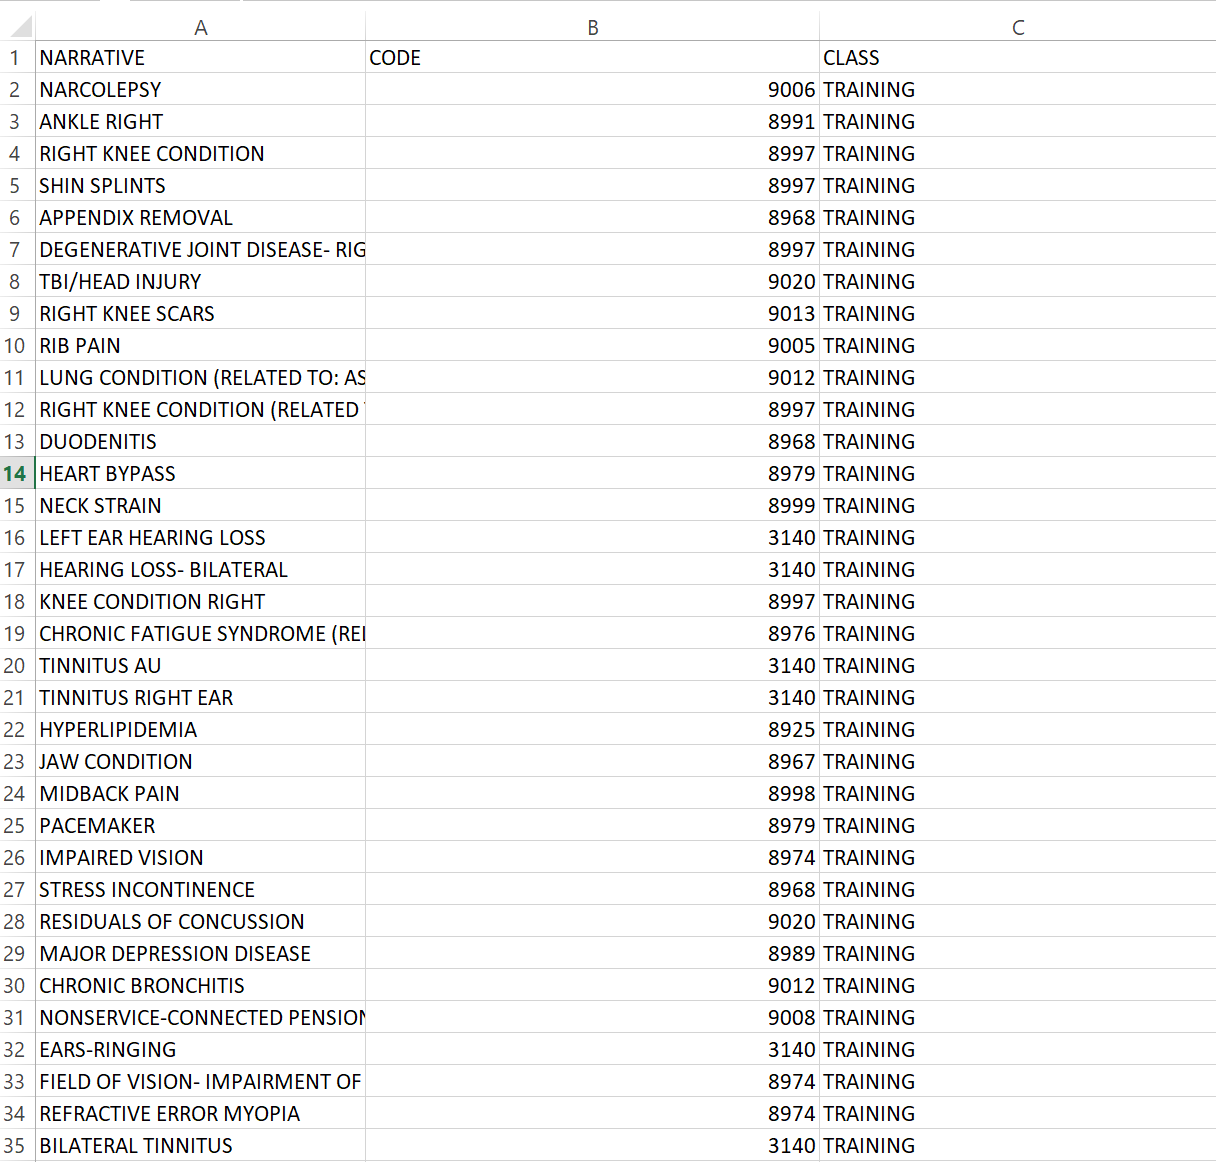 A B C
1 NARRATIVE CODE CLASS
2 NARCOLEPSY 9006 TRAINING
3 ANKLE RIGHT 8991 TRAINING
4 RIGHT KNEE CONDITION 8997 TRAINING
5 SHIN SPLINTS 8997 TRAINING
6 APPENDIX REMOVAL 8968 TRAINING
7 DEGENERATIVE JOINT DISEASE- RIG 8997 TRAINING
8 TBI/HEAD INJURY 9020 TRAINING
9 RIGHT KNEE SCARS 9013 TRAINING
10 RIB PAIN 9005 TRAINING
11 LUNG CONDITION (RELATED TO: AS 9012 TRAINING
12 RIGHT KNEE CONDITION (RELATED 8997 TRAINING
13 DUODENITIS 8968 TRAINING
14 HEART BYPASS 8979 TRAINING
15 NECK STRAIN 8999 TRAINING
16 LEFT EAR HEARING LOSS 3140 TRAINING
17 HEARING LOSS- BILATERAL 3140 TRAINING
18 KNEE CONDITION RIGHT 8997 TRAINING
19 CHRONIC FATIGUE SYNDROME (REL 8976 TRAINING
20 TINNITUS AU 3140 TRAINING
21 TINNITUS RIGHT EAR 3140 TRAINING
22 HYPERLIPIDEMIA 8925 TRAINING
23 JAW CONDITION 8967 TRAINING
24 MIDBACK PAIN 8998 TRAINING
25 PACEMAKER 8979 TRAINING
26 IMPAIRED VISION 8974 TRAINING
27 STRESS INCONTINENCE 8968 TRAINING
28 RESIDUALS OF CONCUSSION 9020 TRAINING
29 MAJOR DEPRESSION DISEASE 8989 TRAINING
30 CHRONIC BRONCHITIS 9012 TRAINING
31 NONSERVICE-CONNECTED PENSION 9008 TRAINING
32 EARS-RINGING 3140 TRAINING
33 FIELD OF VISION- IMPAIRMENT OF 8974 TRAINING
34 REFRACTIVE ERROR MYOPIA 8974 TRAINING
35 BILATERAL TINNITUS 3140 TRAINING